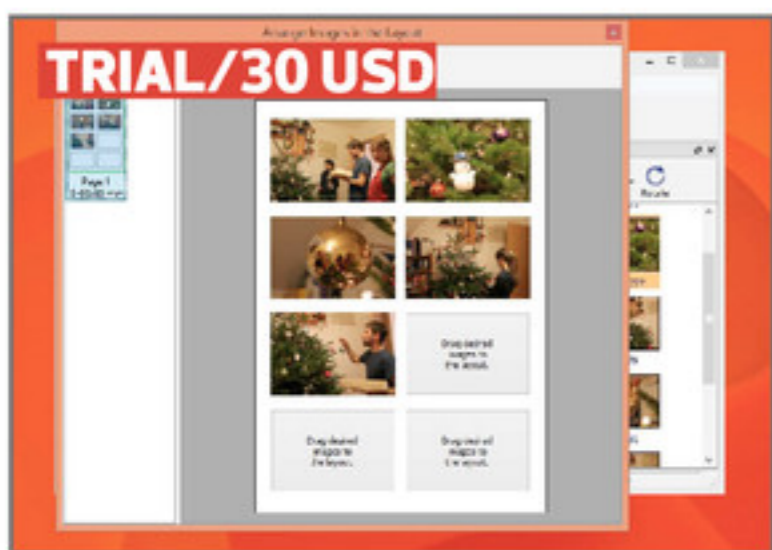 Arrange Images in the Layout
TRIAL/30 USD
Page 1
Rotate
Drag desired
images to
the layout.
Drag desired
images to
the layout.
Drag desired
images to
the layout.